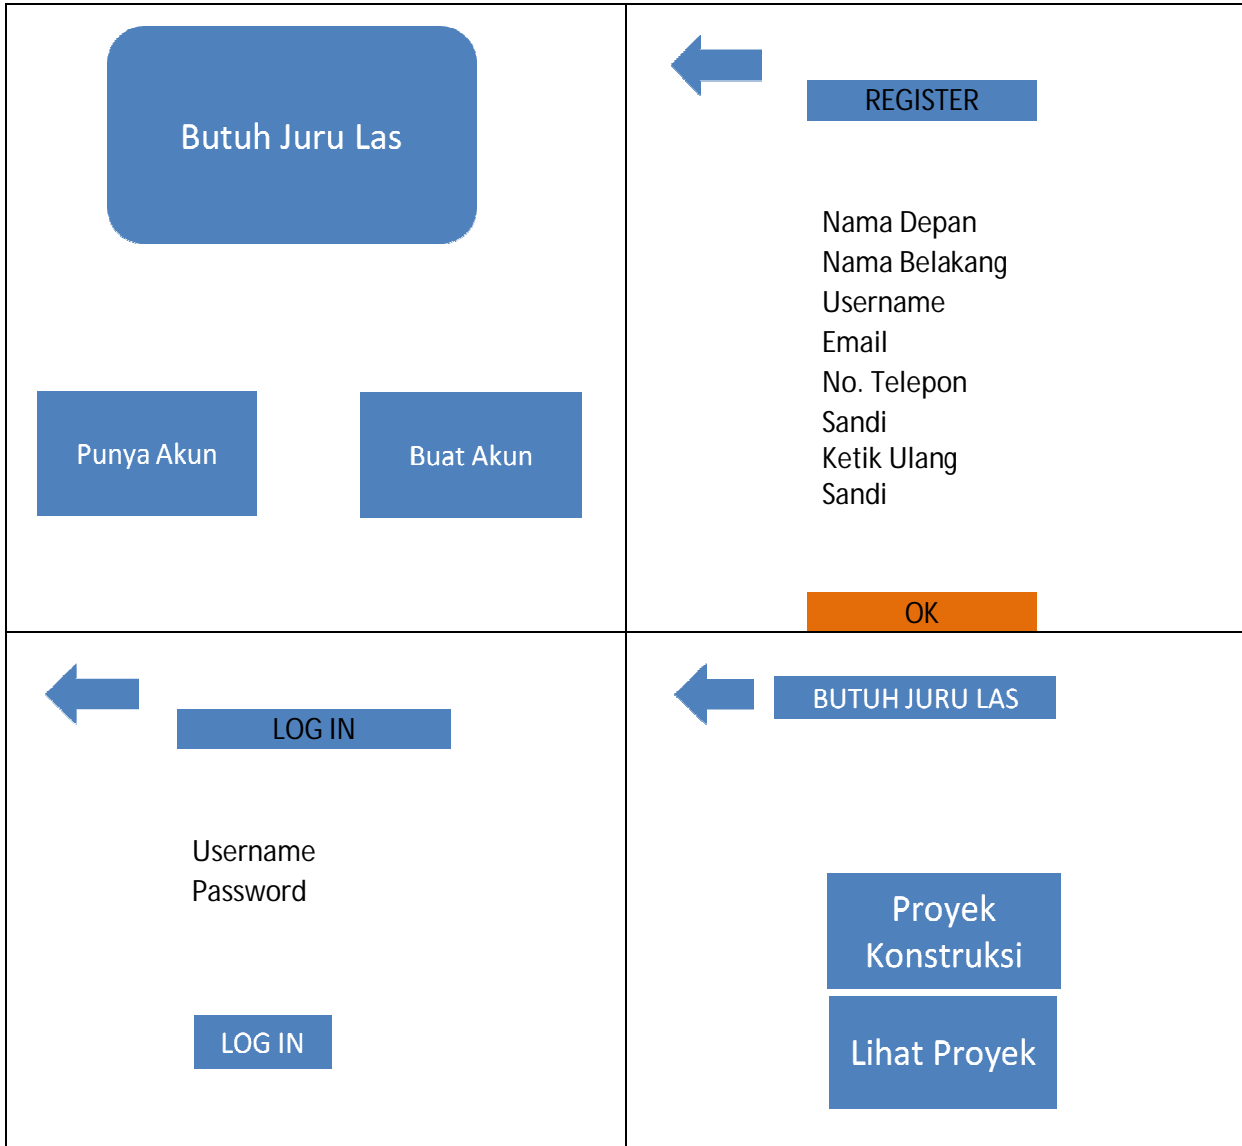 Butuh Juru Las
Punya Akun
Buat Akun
REGISTER
Nama Depan
Nama Belakang
Username
Email
No. Telepon
Sandi
Ketik Ulang
Sandi
OK
LOG IN
Username
Password
LOG IN
BUTUH JURU LAS
Proyek
Konstruksi
Lihat Proyek